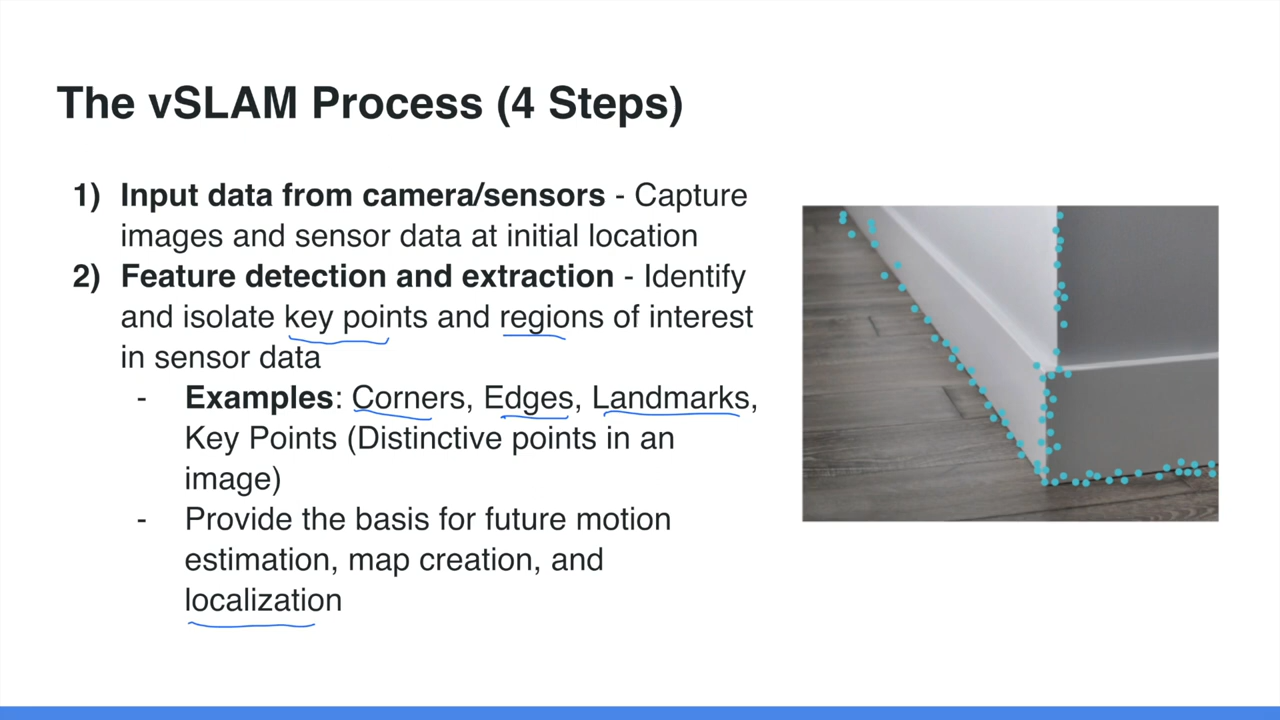 The vSLAM Process (4 Steps)
1) Input data from camera/sensors - Capture
images and sensor data at initial location
2) Feature detection and extraction - Identify
and isolate key points and regions of interest
in sensor data
- Examples: Corners, Edges, Landmarks,
Key Points (Distinctive points in an
image)
- Provide the basis for future motion
estimation, map creation, and
localization